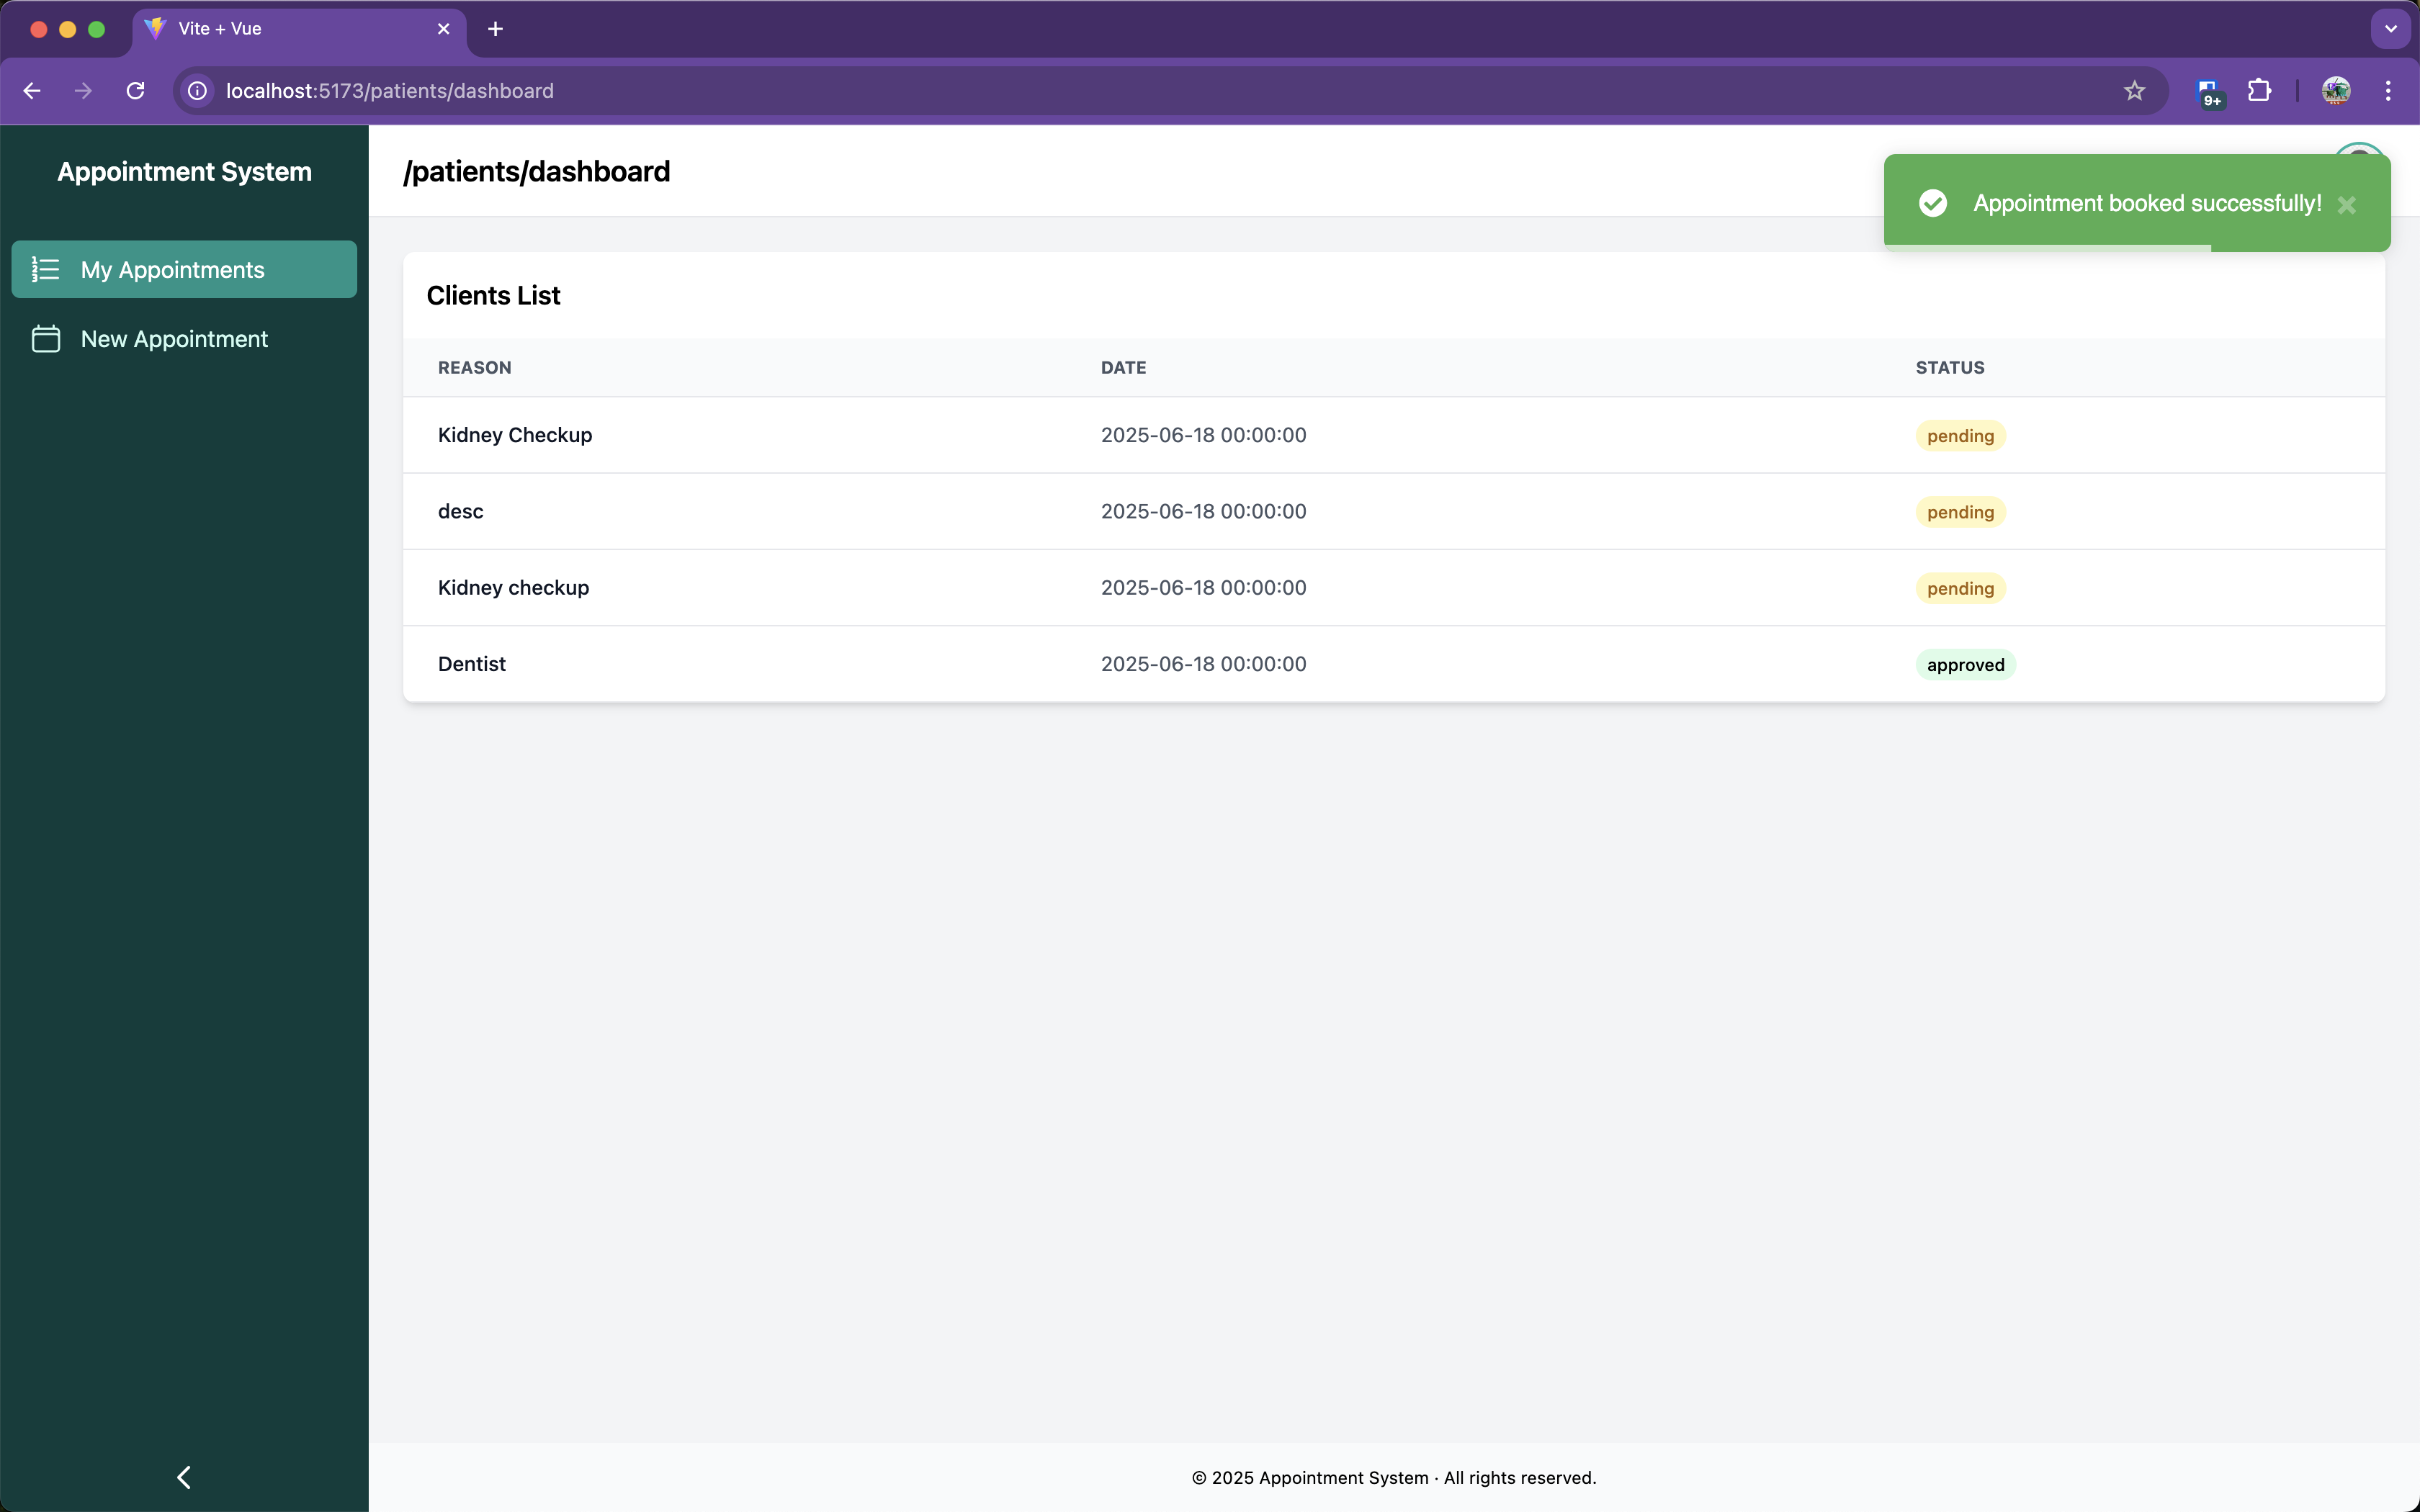 Vite + Vue
localhost:5173/patients/dashboard
9+
Appointment System
/patients/dashboard
Appointment booked successfully!
My Appointments
New Appointment
Clients List
REASON DATE STATUS
Kidney Checkup 2025-06-18 00:00:00 pending
desc 2025-06-18 00:00:00 pending
Kidney checkup 2025-06-18 00:00:00 pending
Dentist 2025-06-18 00:00:00 approved
© 2025 Appointment System · All rights reserved.